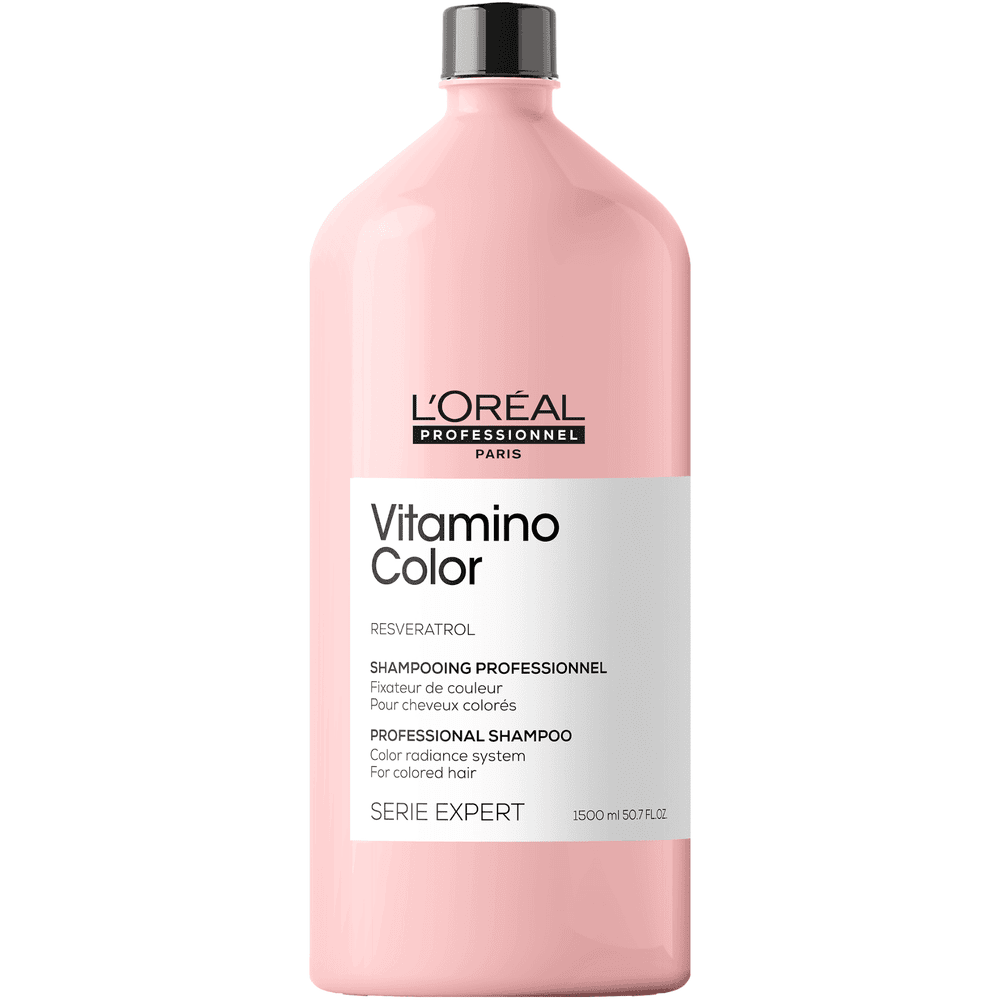 L'ORÉAL
PROFESSIONNEL
PARIS
Vitamino
Color
RESVERATROL
SHAMPOOING PROFESSIONNEL
Fixateur de couleur
Pour cheveux colorés
PROFESSIONAL SHAMPOO
Color radiance system
For colored hair
SERIE EXPERT
1500 ml 50.7 FL.OZ.